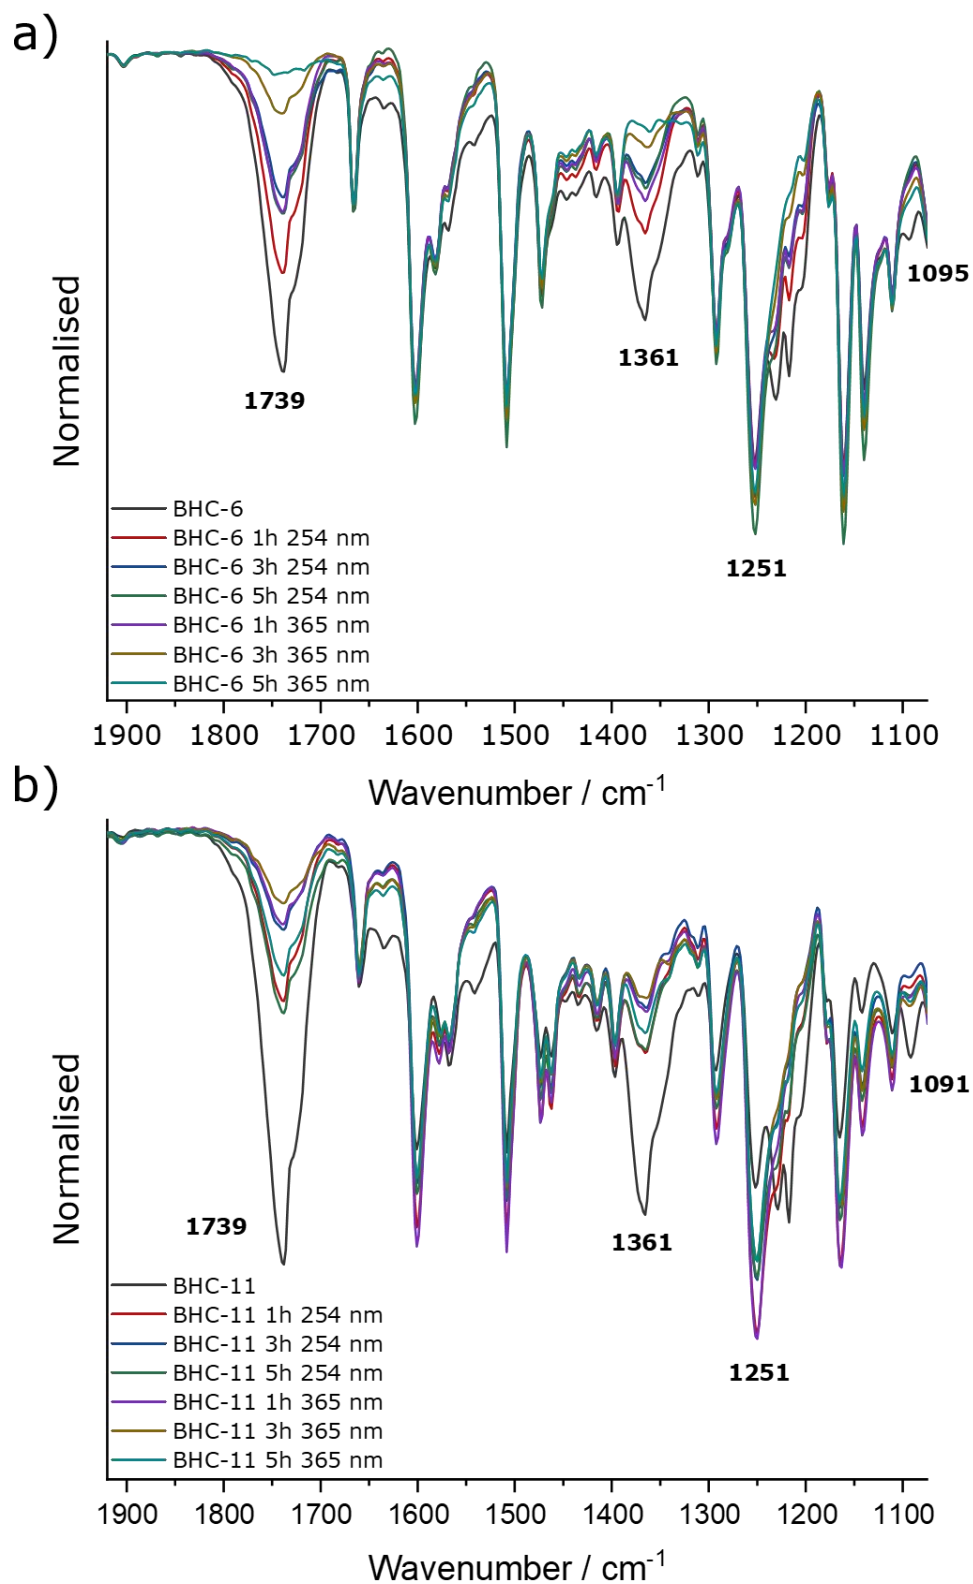 a)
Normalised
1739
1361
1251
1095
BHC-6
BHC-6 1h 254 nm
BHC-6 3h 254 nm
BHC-6 5h 254 nm
BHC-6 1h 365 nm
BHC-6 3h 365 nm
BHC-6 5h 365 nm
1900 1800 1700 1600 1500 1400 1300 1200 1100
Wavenumber / cm⁻¹
b)
Normalised
1739
1361
1251
1091
BHC-11
BHC-11 1h 254 nm
BHC-11 3h 254 nm
BHC-11 5h 254 nm
BHC-11 1h 365 nm
BHC-11 3h 365 nm
BHC-11 5h 365 nm
1900 1800 1700 1600 1500 1400 1300 1200 1100
Wavenumber / cm⁻¹